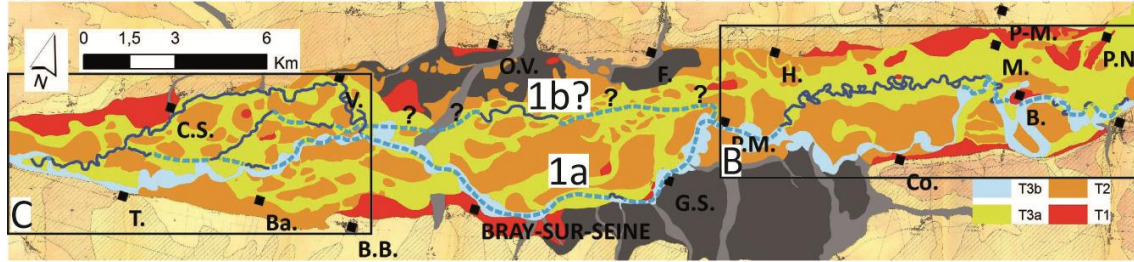 0 1,5 3 6
Km
N
O.V.
F.
H.
P-M.
M.
P.N
C.S.
V.
?
?
1b?
?
?
B.
P.M.
B
1a
Co.
C
T.
Ba.
B.B.
BRAY-SUR-SEINE
G.S.
T3b
T2
T3a
T1